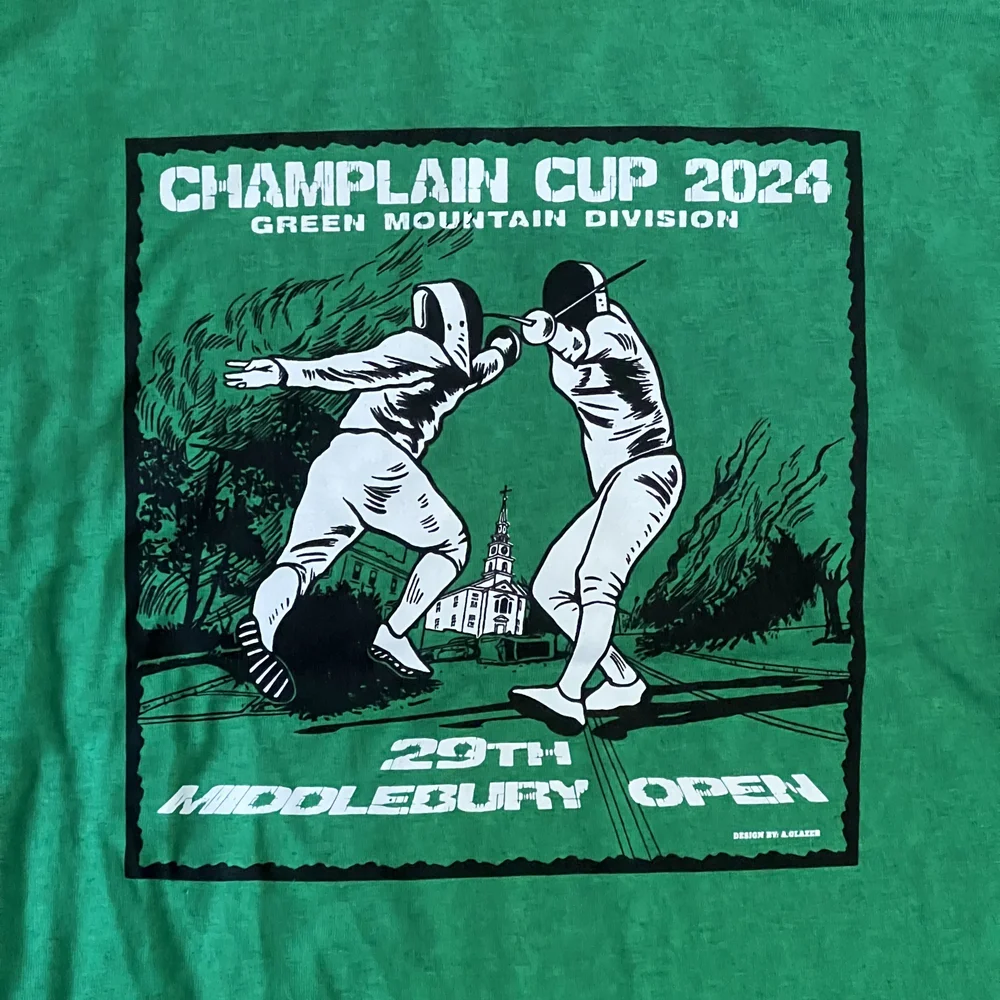 CHAMPLAIN CUP 2024
GREEN MOUNTAIN DIVISION
29TH
MIDDLEBURY OPEN
DESIGN BY: A.GLAZER